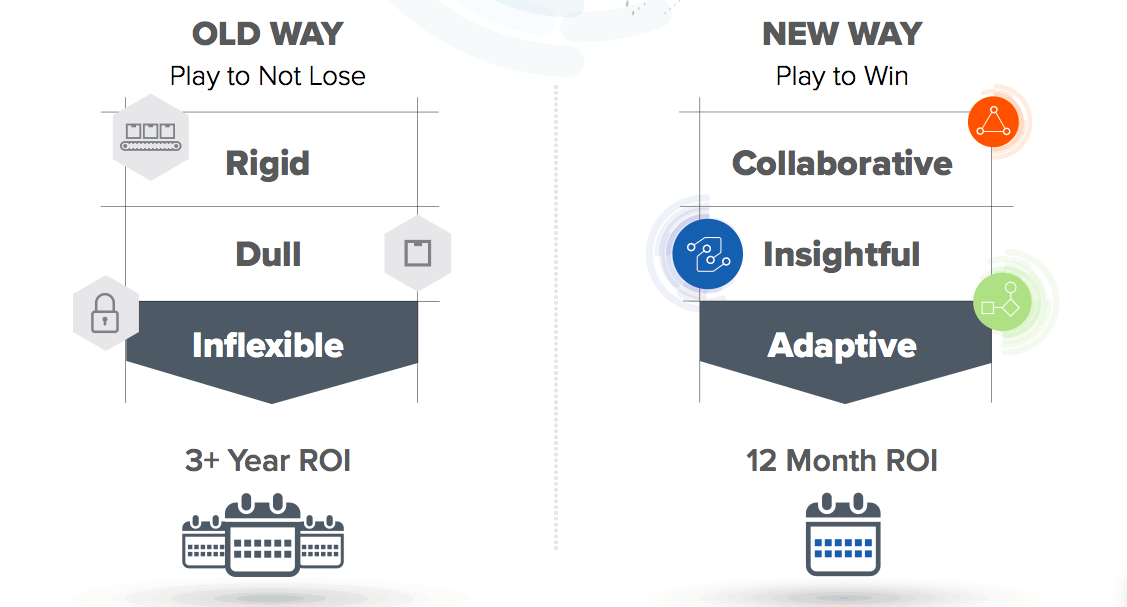 OLD WAY
Play to Not Lose
Rigid
Dull
Inflexible
3+ Year ROI
NEW WAY
Play to Win
Collaborative
Insightful
Adaptive
12 Month ROI